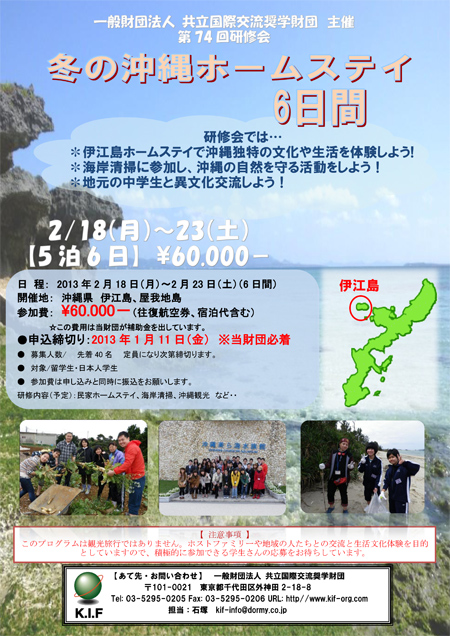 一般財団法人 共立国際交流奨学財団 主催
第74回研修会
冬の沖縄ホームステイ
6日間
研修会では…
＊伊江島ホームステイで沖縄独特の文化や生活を体験しよう!
＊海岸清掃に参加し、沖縄の自然を守る活動をしよう！
＊地元の中学生と異文化交流しよう！
2/18(月)～23(土)
【5泊6日】 ¥60.000－
日 程: 2013年2月18日(月)～2月23日(土)(6日間)
開催地: 沖縄県 伊江島、屋我地島
参加費: ¥60.000－(往復航空券、宿泊代含む)
☆この費用は当財団が補助金を出しています。
●申込締切り:2013年1月11日(金) ※当財団必着
● 募集人数/ 先着40名 定員になり次第締切ります。
● 対象/留学生・日本人学生
● 参加費は申し込みと同時に振込をお願いします。
研修内容(予定):民家ホームステイ、海岸清掃、沖縄観光 など・・
伊江島
沖縄美ら海水族館
【 注意事項 】
このプログラムは観光旅行ではありません。ホストファミリーや地域の人たちとの交流と生活文化体験を目的
としていますので、積極的に参加できる学生さんの応募をお待ちしています。
K.I.F
【あて先・お問い合わせ】 一般財団法人 共立国際交流奨学財団
〒101-0021 東京都千代田区外神田 2-18-8
Tel: 03-5295-0205 Fax: 03-5295-0206 URL: http//www.kif-org.com
担当:石塚 kif-info@dormy.co.jp